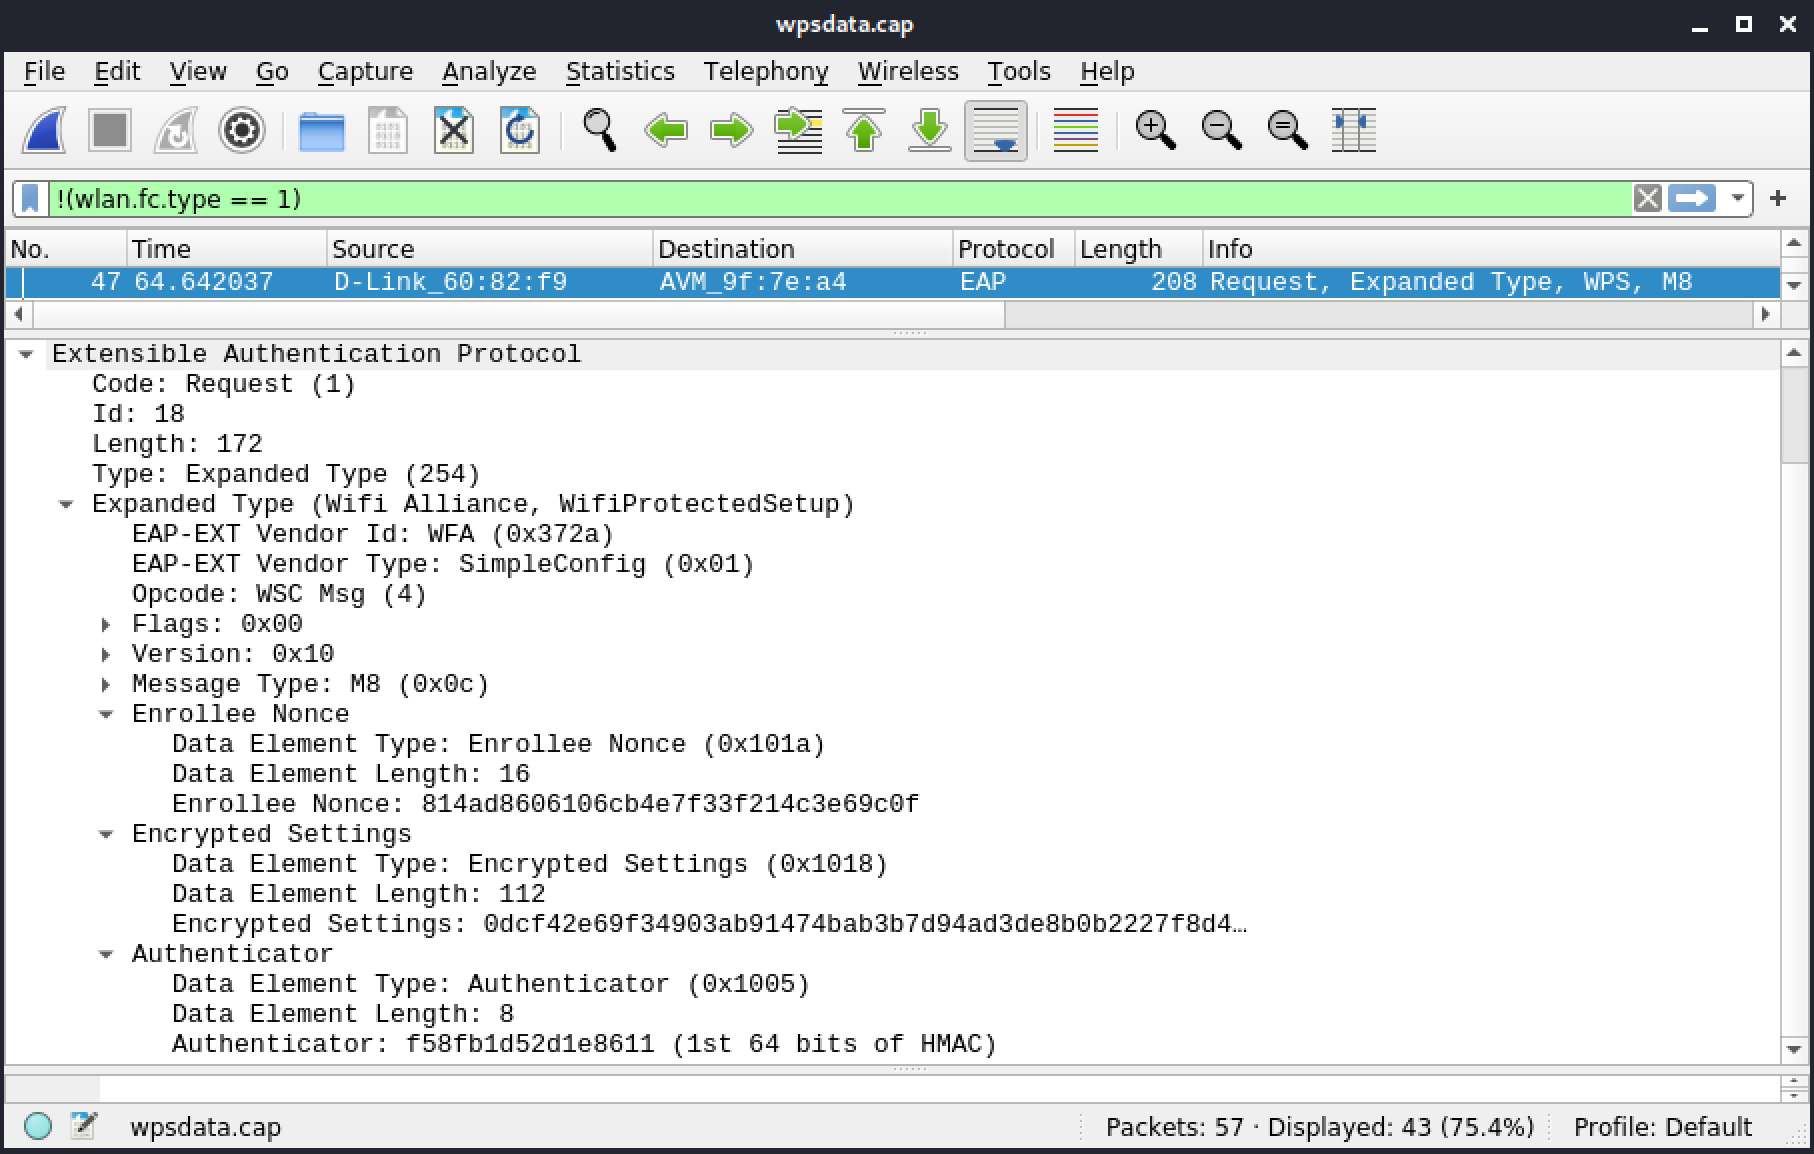 wpsdata.cap
File Edit View Go Capture Analyze Statistics Telephony Wireless Tools Help
!(wlan.fc.type == 1)
No. Time Source Destination Protocol Length Info
47 64.642037 D-Link_60:82:f9 AVM_9f:7e:a4 EAP 208 Request, Expanded Type, WPS, M8
Extensible Authentication Protocol
Code: Request (1)
Id: 18
Length: 172
Type: Expanded Type (254)
Expanded Type (Wifi Alliance, WifiProtectedSetup)
EAP-EXT Vendor Id: WFA (0x372a)
EAP-EXT Vendor Type: SimpleConfig (0x01)
Opcode: WSC Msg (4)
Flags: 0x00
Version: 0x10
Message Type: M8 (0x0c)
Enrollee Nonce
Data Element Type: Enrollee Nonce (0x101a)
Data Element Length: 16
Enrollee Nonce: 814ad8606106cb4e7f33f214c3e69c0f
Encrypted Settings
Data Element Type: Encrypted Settings (0x1018)
Data Element Length: 112
Encrypted Settings: 0dcf42e69f34903ab91474bab3b7d94ad3de8b0b2227f8d4…
Authenticator
Data Element Type: Authenticator (0x1005)
Data Element Length: 8
Authenticator: f58fb1d52d1e8611 (1st 64 bits of HMAC)
wpsdata.cap Packets: 57 · Displayed: 43 (75.4%) Profile: Default